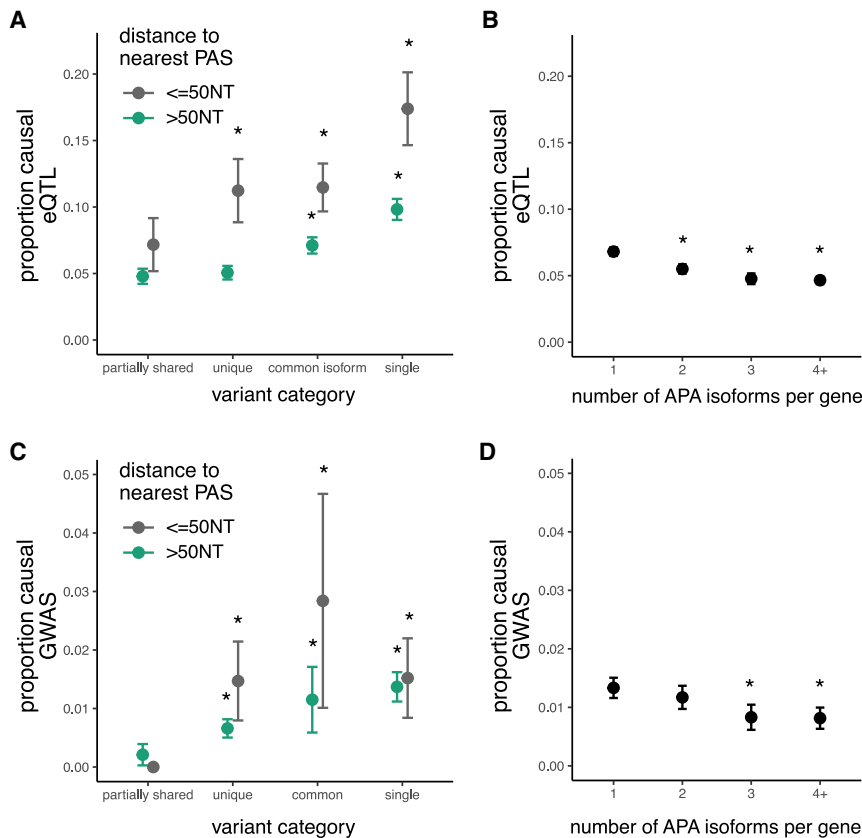 A
distance to
nearest PAS
<=50NT
>50NT
proportion causal
eQTL
0.20
0.15
0.10
0.05
0.00
* * * * * *
partially shared unique common isoform single
variant category
B
proportion causal
eQTL
0.20
0.15
0.10
0.05
0.00
* * *
1 2 3 4+
number of APA isoforms per gene
C
distance to
nearest PAS
<=50NT
>50NT
proportion causal
GWAS
0.05
0.04
0.03
0.02
0.01
0.00
* * * * * *
partially shared unique common single
variant category
D
proportion causal
GWAS
0.05
0.04
0.03
0.02
0.01
0.00
* *
1 2 3 4+
number of APA isoforms per gene